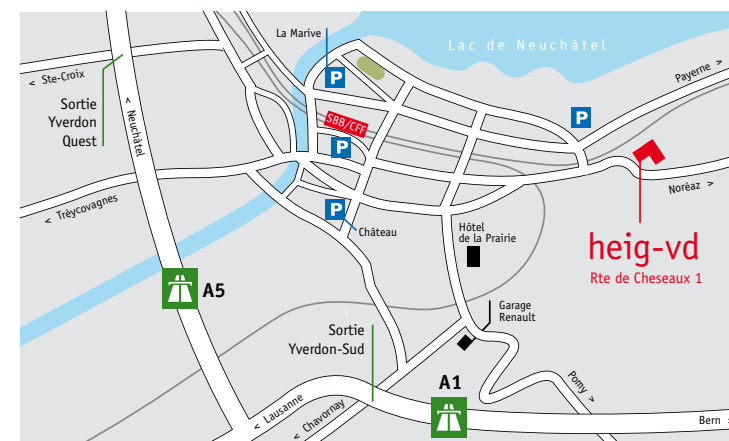 La Marive
P
Lac de Neuchâtel
< Ste-Croix
Payerne >
Sortie
Yverdon
Quest
< Neuchâtel
SBB/CFF
P
P
Noréaz >
< Trèycovagnes
P
Château
Hôtel
de la Prairie
heig-vd
Rte de Cheseaux 1
A5
Garage
Renault
Sortie
Yverdon-Sud
Pomy >
A1
< Lausanne
< Chavornay
Bern >